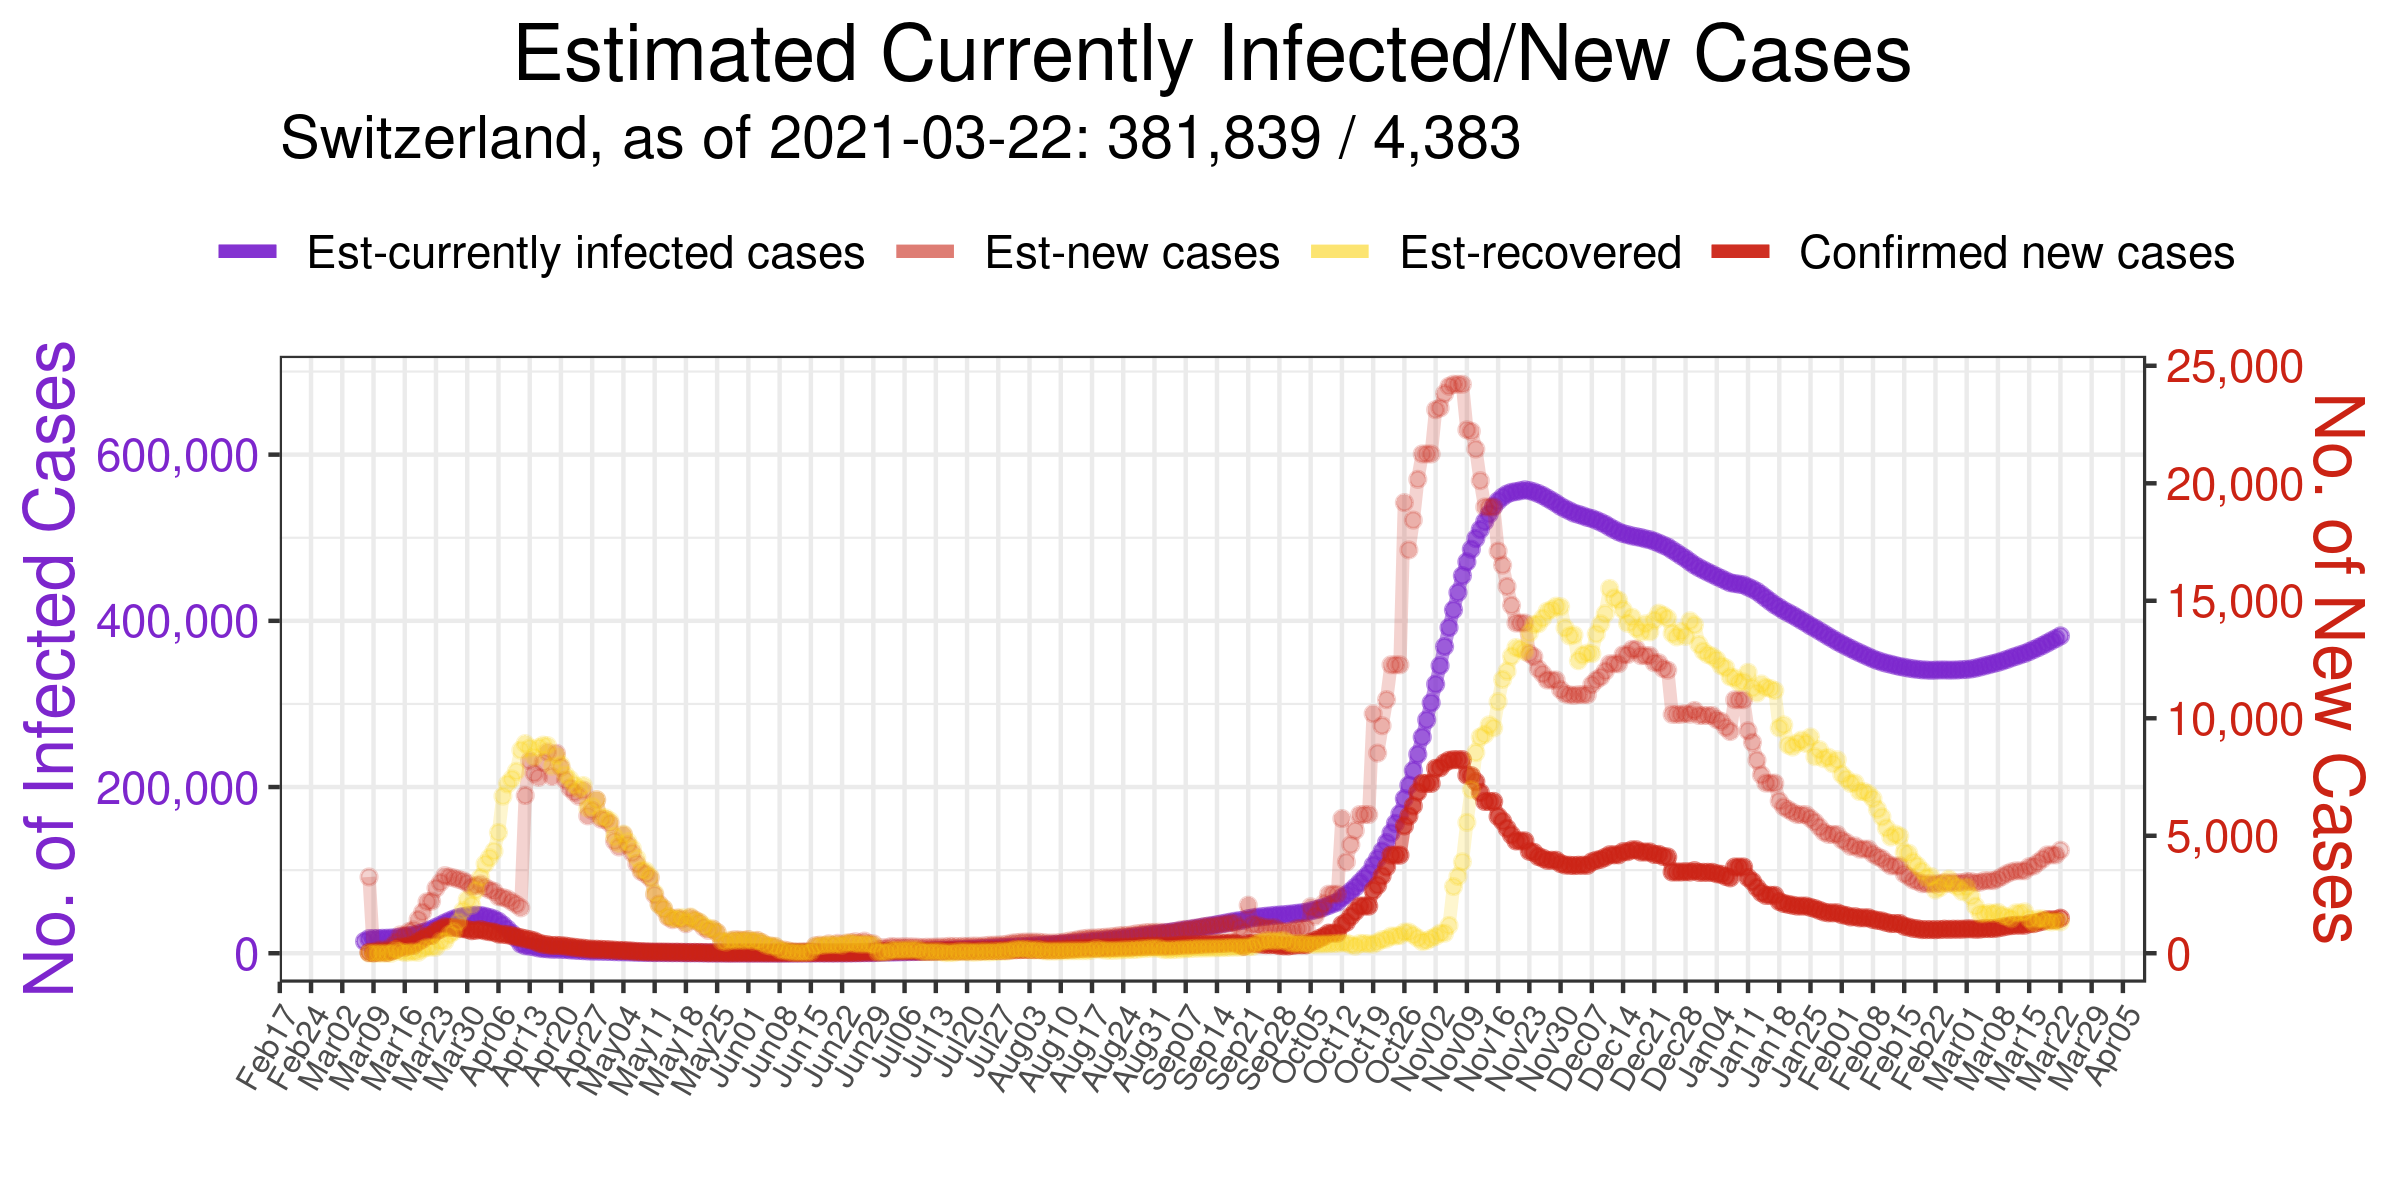 Estimated Currently Infected/New Cases
Switzerland, as of 2021-03-22: 381,839 / 4,383
Est-currently infected cases Est-new cases Est-recovered Confirmed new cases
No. of Infected Cases
600,000
400,000
200,000
0
25,000
20,000
15,000
10,000
5,000
0
No. of New Cases
Feb17 Feb24 Mar02 Mar09 Mar16 Mar23 Mar30 Apr06 Apr13 Apr20 Apr27 May04 May11 May18 May25 Jun01 Jun08 Jun15 Jun22 Jun29 Jul06 Jul13 Jul20 Jul27 Aug03 Aug10 Aug17 Aug24 Aug31 Sep07 Sep14 Sep21 Sep28 Oct05 Oct12 Oct19 Oct26 Nov02 Nov09 Nov16 Nov23 Nov30 Dec07 Dec14 Dec21 Dec28 Jan04 Jan11 Jan18 Jan25 Feb01 Feb08 Feb15 Feb22 Mar01 Mar08 Mar15 Mar22 Mar29 Apr05